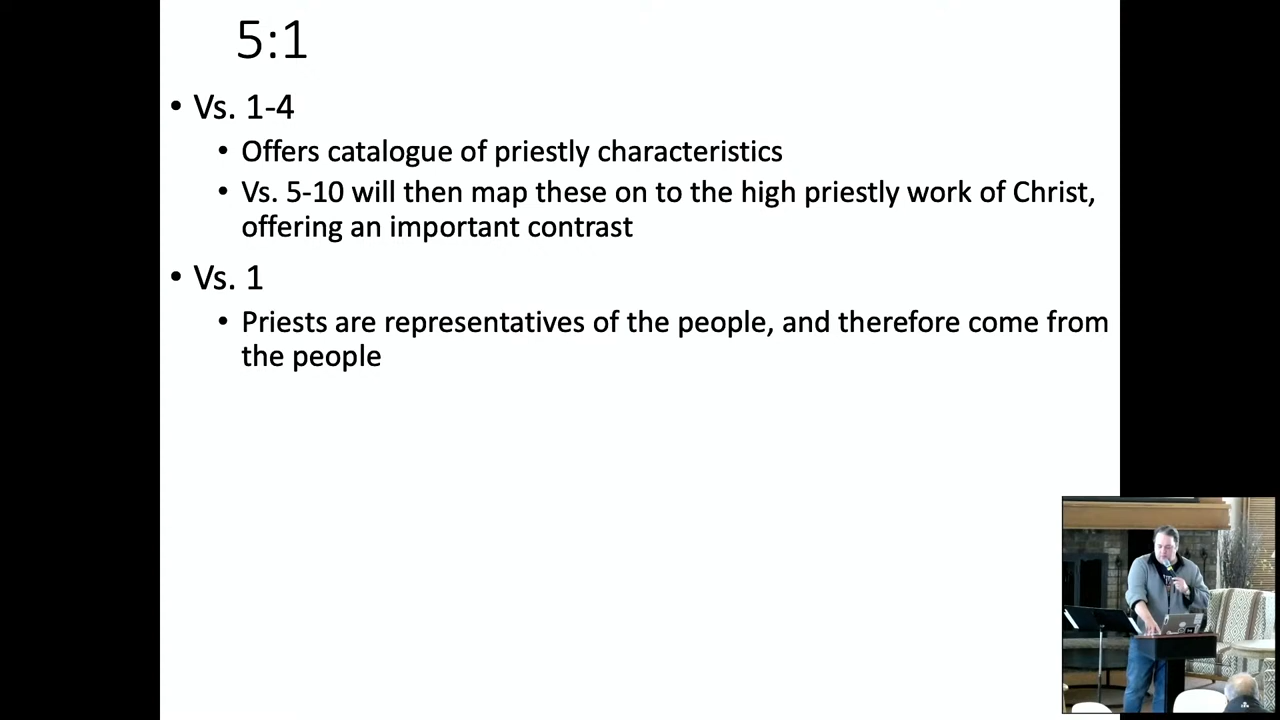 5:1
• Vs. 1-4
• Offers catalogue of priestly characteristics
• Vs. 5-10 will then map these on to the high priestly work of Christ,
offering an important contrast
• Vs. 1
• Priests are representatives of the people, and therefore come from
the people